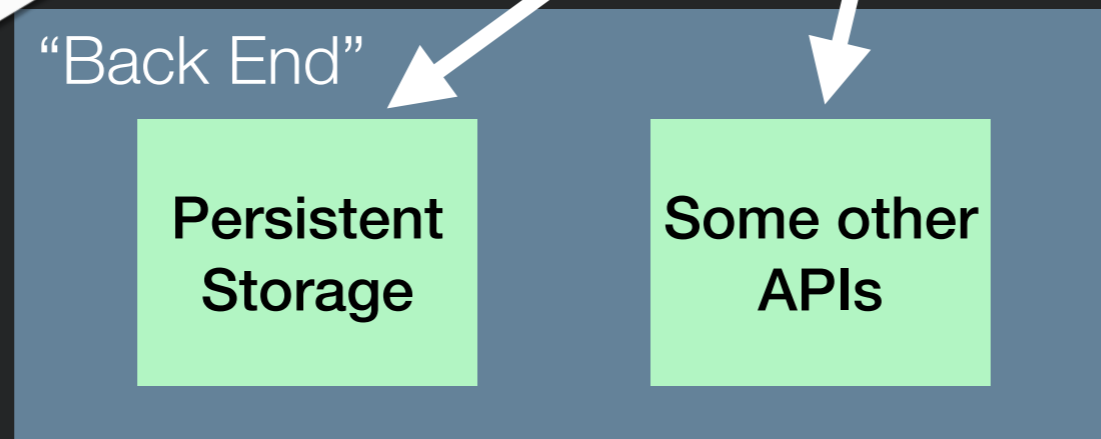 “Back End”
Persistent
Storage
Some other
APIs